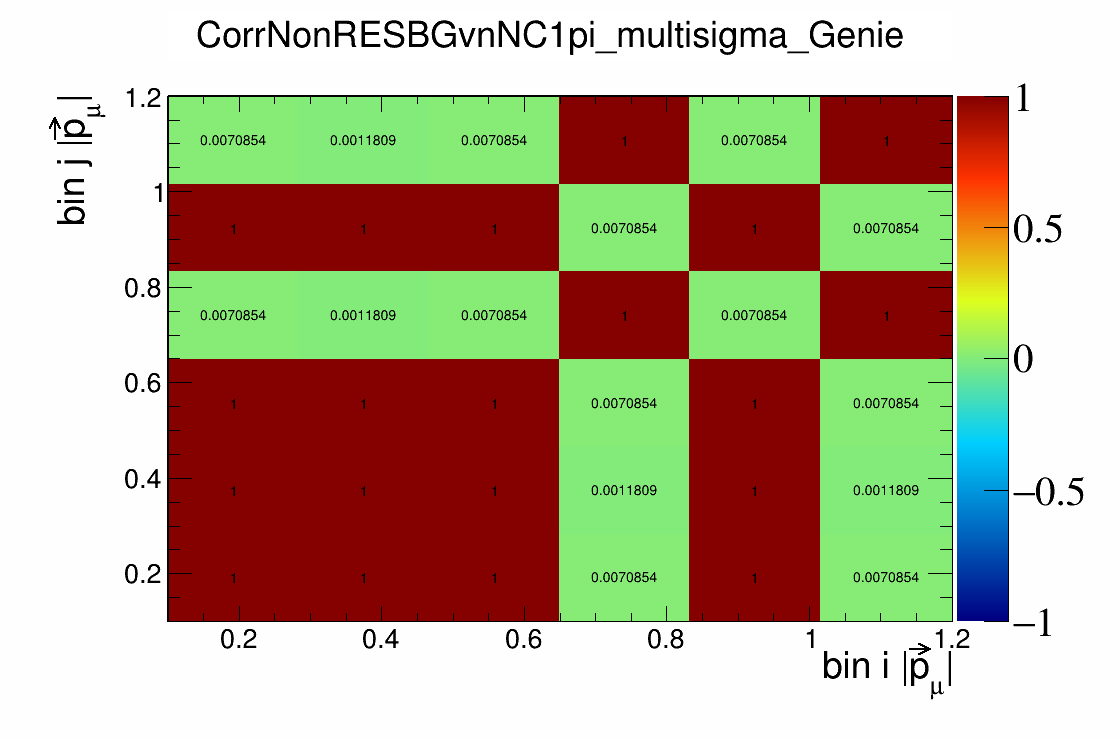 CorrNonRESBGvnNC1pi_multisigma_Genie
bin j |p⃗μ|
1.2
1
0.8
0.6
0.4
0.2
0.0070854 0.0011809 0.0070854 1 0.0070854 1
1 1 1 0.0070854 1 0.0070854
0.0070854 0.0011809 0.0070854 1 0.0070854 1
1 1 1 0.0070854 1 0.0070854
1 1 1 0.0011809 1 0.0011809
1 1 1 0.0070854 1 0.0070854
0.2 0.4 0.6 0.8 1 1.2
bin i |p⃗μ|
1
0.5
0
−0.5
−1